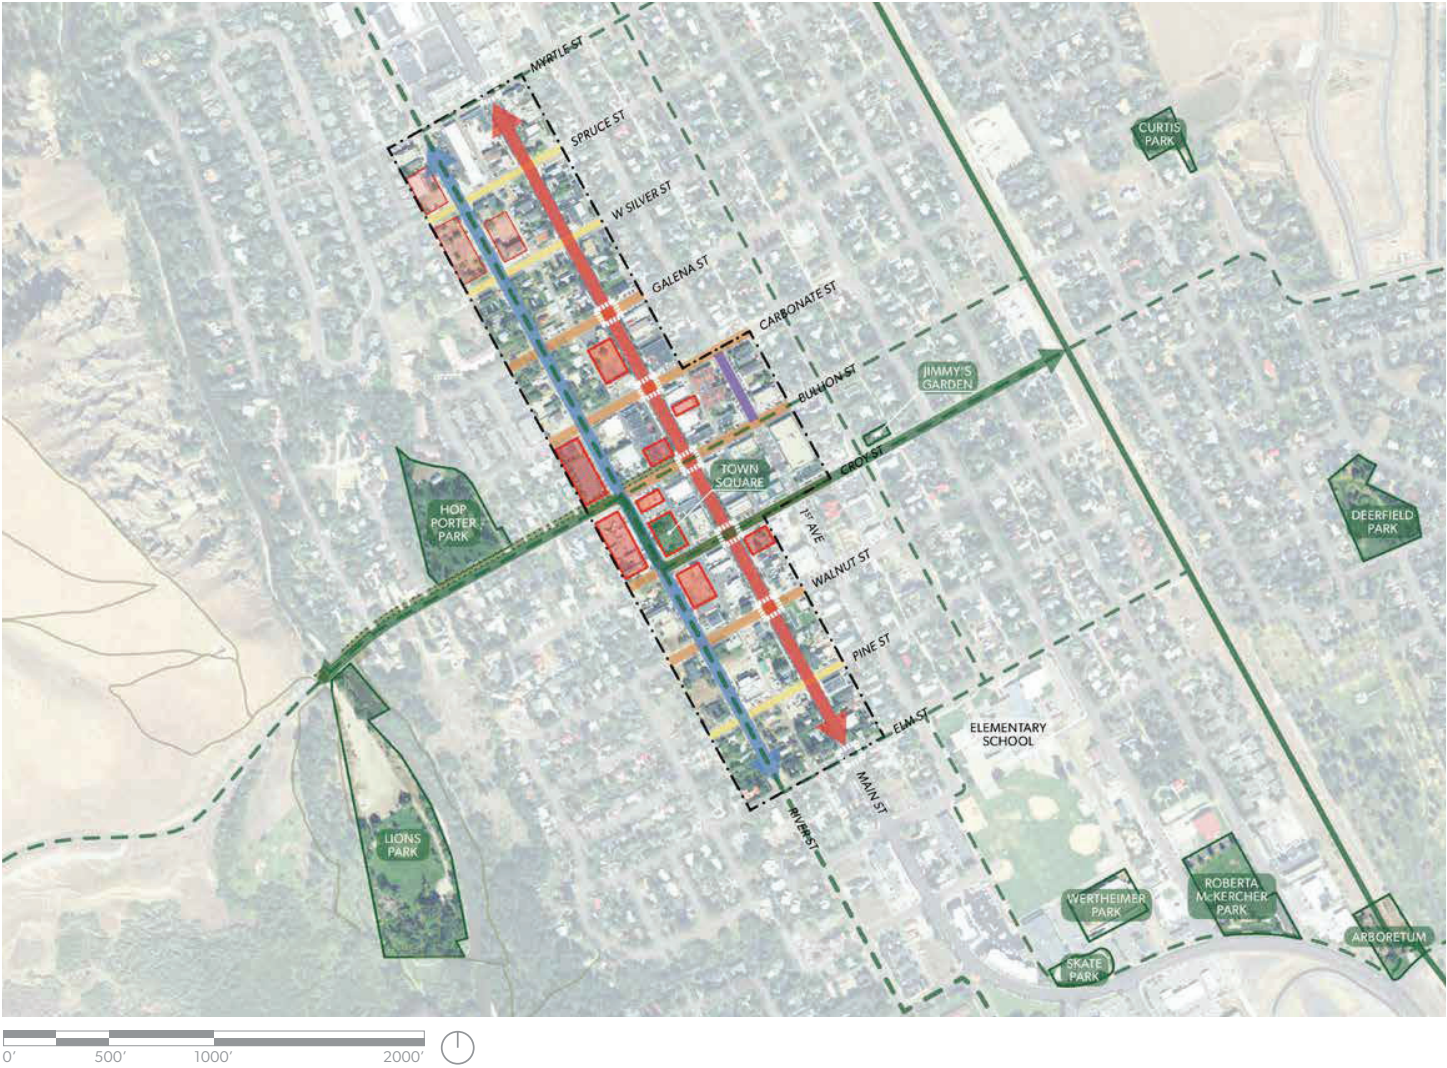 MYRTLE ST
SPRUCE ST
CURTIS
PARK
W SILVER ST
GALENA ST
CARBONATE ST
BULLION ST
JIMMY'S
GARDEN
CROY ST
TOWN
SQUARE
HOP
PORTER
PARK
1ST AVE
DEERFIELD
PARK
WALNUT ST
PINE ST
ELM ST
ELEMENTARY
SCHOOL
MAIN ST
RIVER ST
LIONS
PARK
WERTHEIMER
PARK
ROBERTA
McKERCHER
PARK
ARBORETUM
SKATE
PARK
0' 500' 1000' 2000'